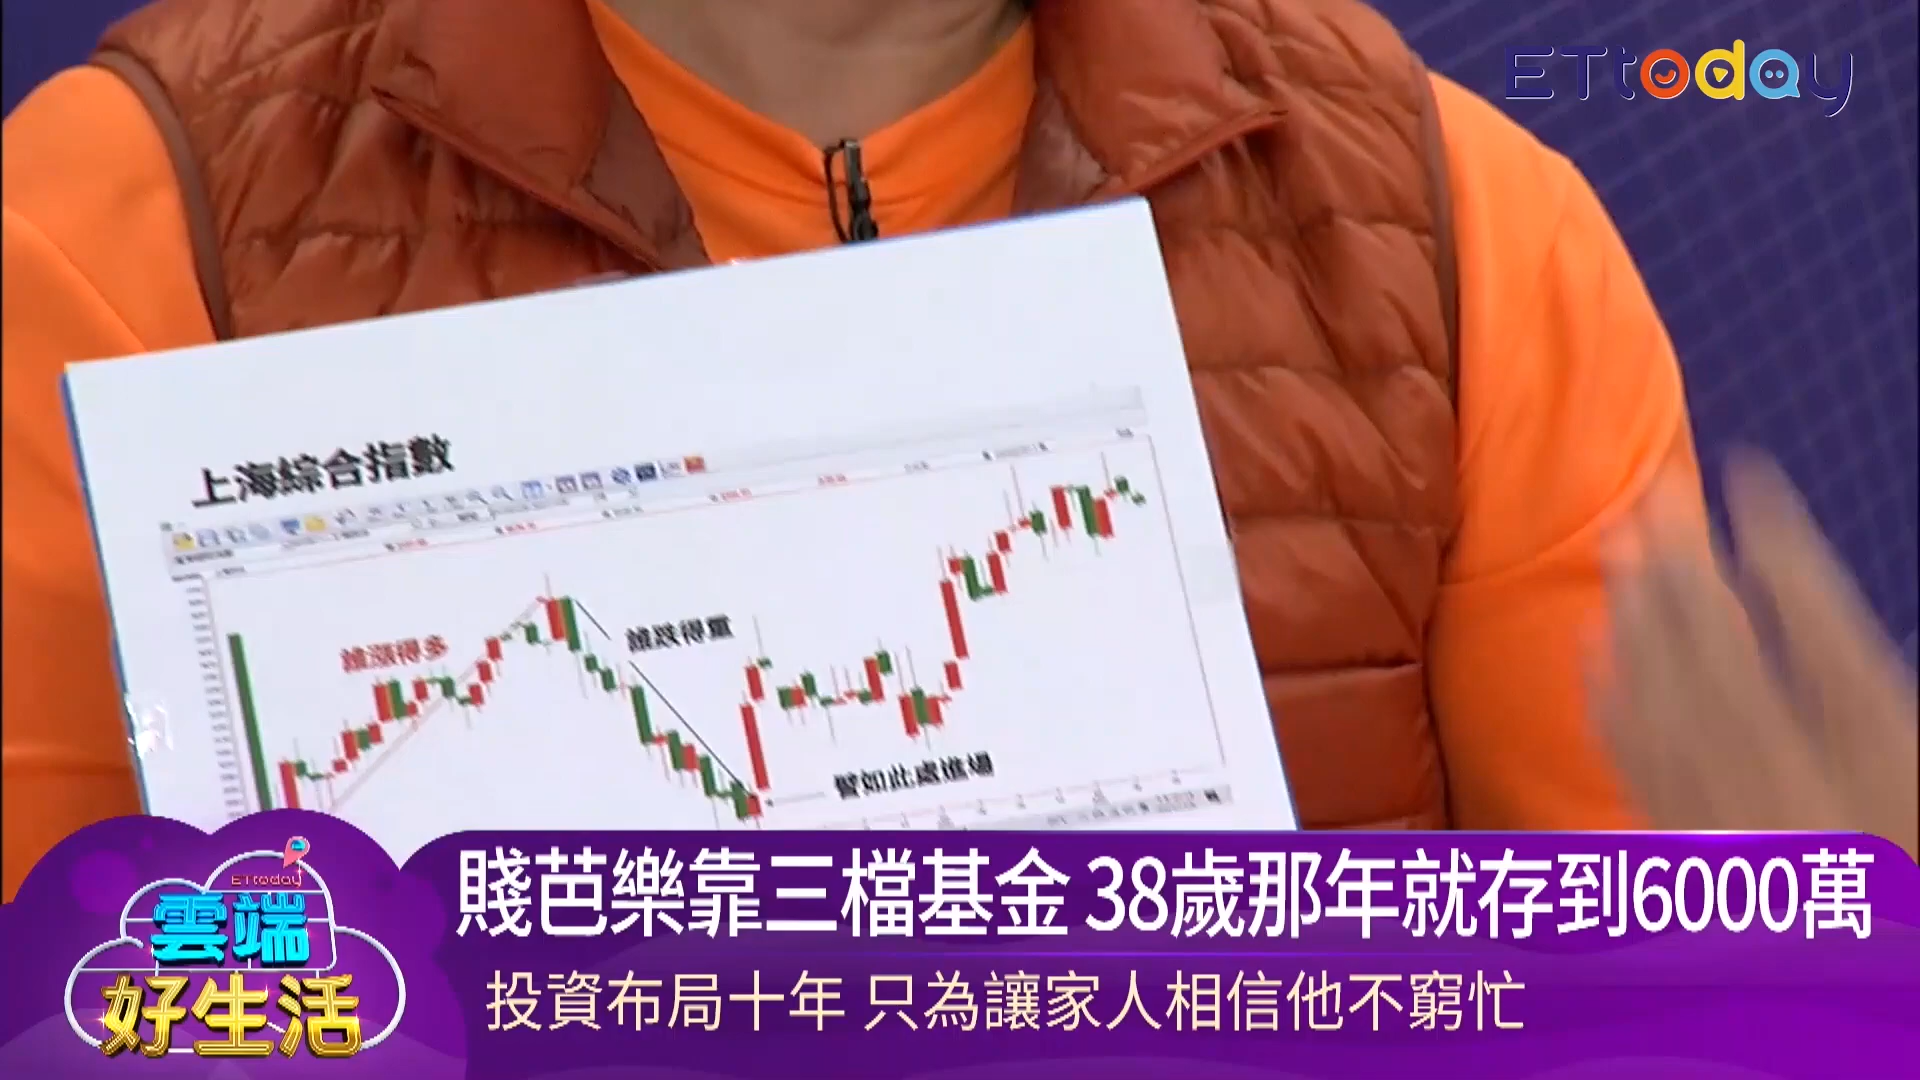 ETtoday
上海綜合指數
誰漲得多
誰跌得重
譬如此處進場
ETtoday
雲端
好生活
賤芭樂靠三檔基金 38歲那年就存到6000萬
投資布局十年 只為讓家人相信他不窮忙